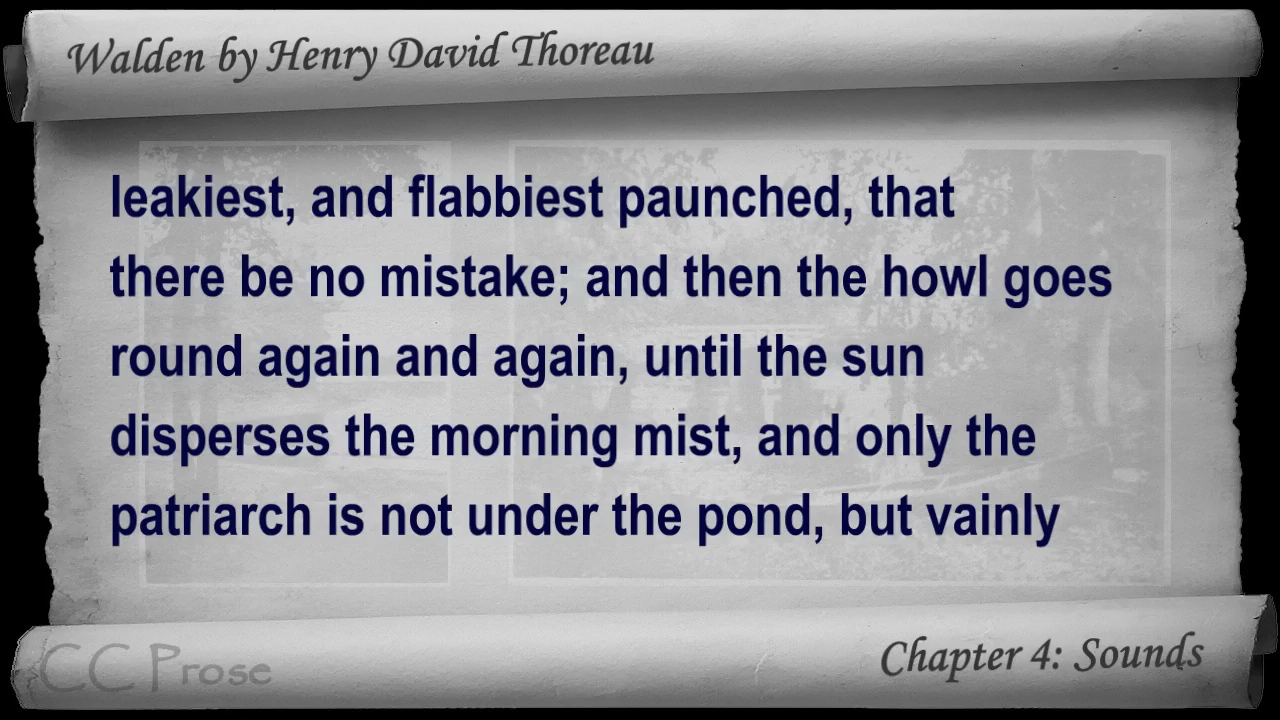 Walden by Henry David Thoreau
leakiest, and flabbiest paunched, that
there be no mistake; and then the howl goes
round again and again, until the sun
disperses the morning mist, and only the
patriarch is not under the pond, but vainly
CC Prose
Chapter 4: Sounds